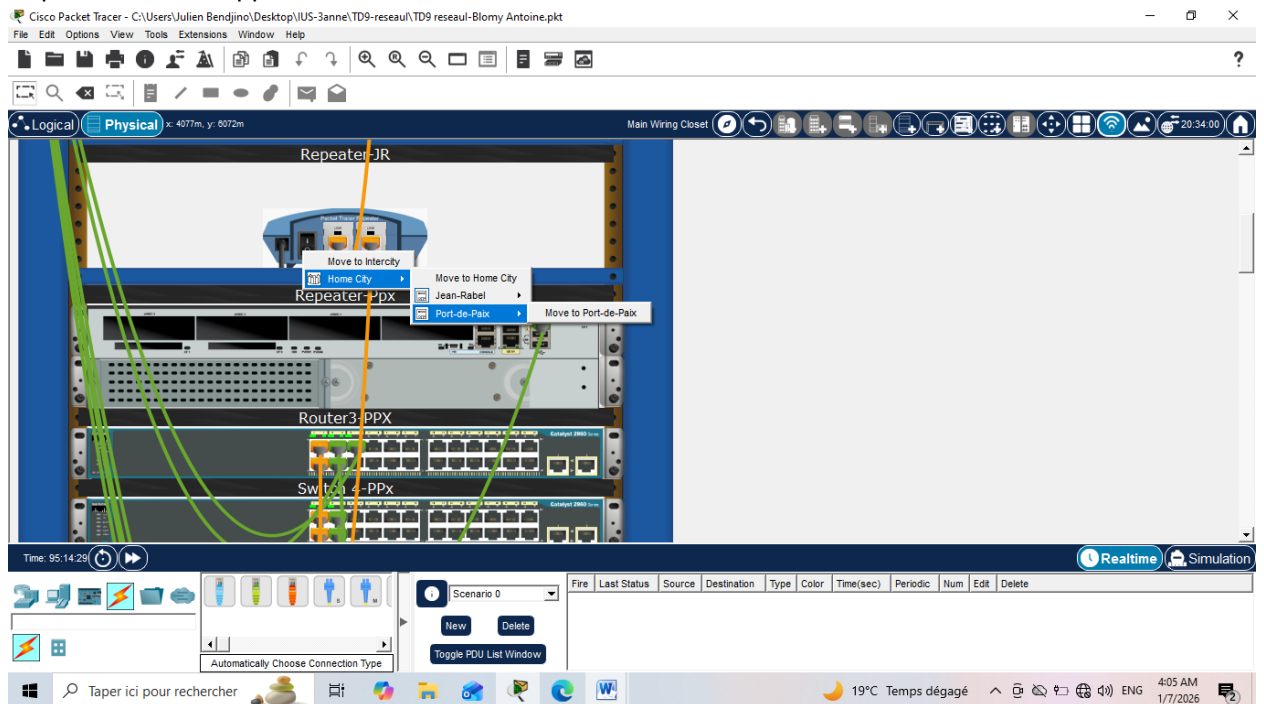 Cisco Packet Tracer - C:\Users\Julien Bendjino\Desktop\IUS-3anne\TD9-reseaul\TD9 reseaul-Blomy Antoine.pkt
File Edit Options View Tools Extensions Window Help
Logical Physical x: 4077m, y: 6072m Main Wiring Closet 20:34:00
Repeater-JR
Move to Intercity
Home City Move to Home City
Repeater-Ppx Jean-Rabel
Port-de-Paix Move to Port-de-Paix
Router3-PPX
Catalyst 2960 Series
Switch 4-PPx
Catalyst 2960 Series
Time: 95:14:29 Realtime Simulation
Scenario 0 Fire Last Status Source Destination Type Color Time(sec) Periodic Num Edit Delete
New Delete
Toggle PDU List Window
Automatically Choose Connection Type
Taper ici pour rechercher 19°C Temps dégagé ENG 4:05 AM
1/7/2026